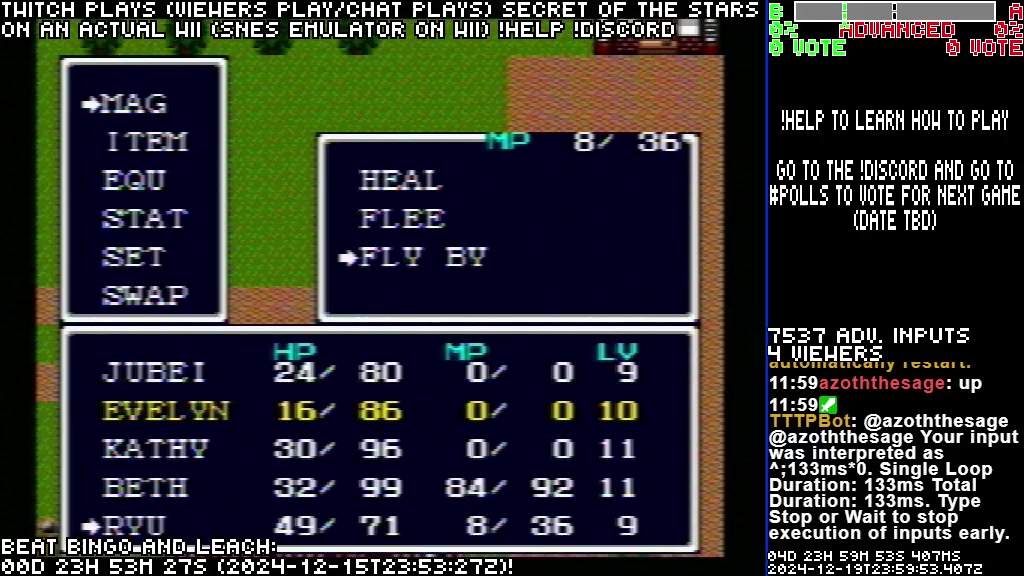 TWITCH PLAYS (VIEWERS PLAY/CHAT PLAYS) SECRET OF THE STARS
ON AN ACTUAL WII (SNES EMULATOR ON WII) !HELP !DISCORD
MAG
ITEM
EQU
STAT
SET
SWAP
MP 8/ 36
HEAL
FLEE
FLY BY
HP MP LV
JUBEI 24/ 80 0/ 0 9
EVELYN 16/ 86 0/ 0 10
KATHY 30/ 96 0/ 0 11
BETH 32/ 99 84/ 92 11
RYU 49/ 71 8/ 36 9
BEAT BINGO AND LEACH:
00D 23H 53M 27S (2024-12-15T23:53:27Z)!
B A
0% ADVANCED 0%
0 VOTE 0 VOTE
!HELP TO LEARN HOW TO PLAY
GO TO THE !DISCORD AND GO TO
#POLLS TO VOTE FOR NEXT GAME
(DATE TBD)
7537 ADV. INPUTS
4 VIEWERS
automatically restart.
11:59 azoththesage: up
11:59
TTTPBot: @azoththesage
@azoththesage Your input
was interpreted as
^;133ms*0. Single Loop
Duration: 133ms Total
Duration: 133ms. Type
Stop or Wait to stop
execution of inputs early.
04D 23H 59M 53S 407MS
2024-12-19T23:59:53.407Z